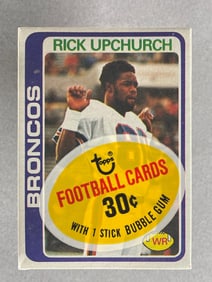 RICK UPCHURCH
BRONCOS
topps
FOOTBALL CARDS
30¢
WITH 1 STICK BUBBLE GUM
WR